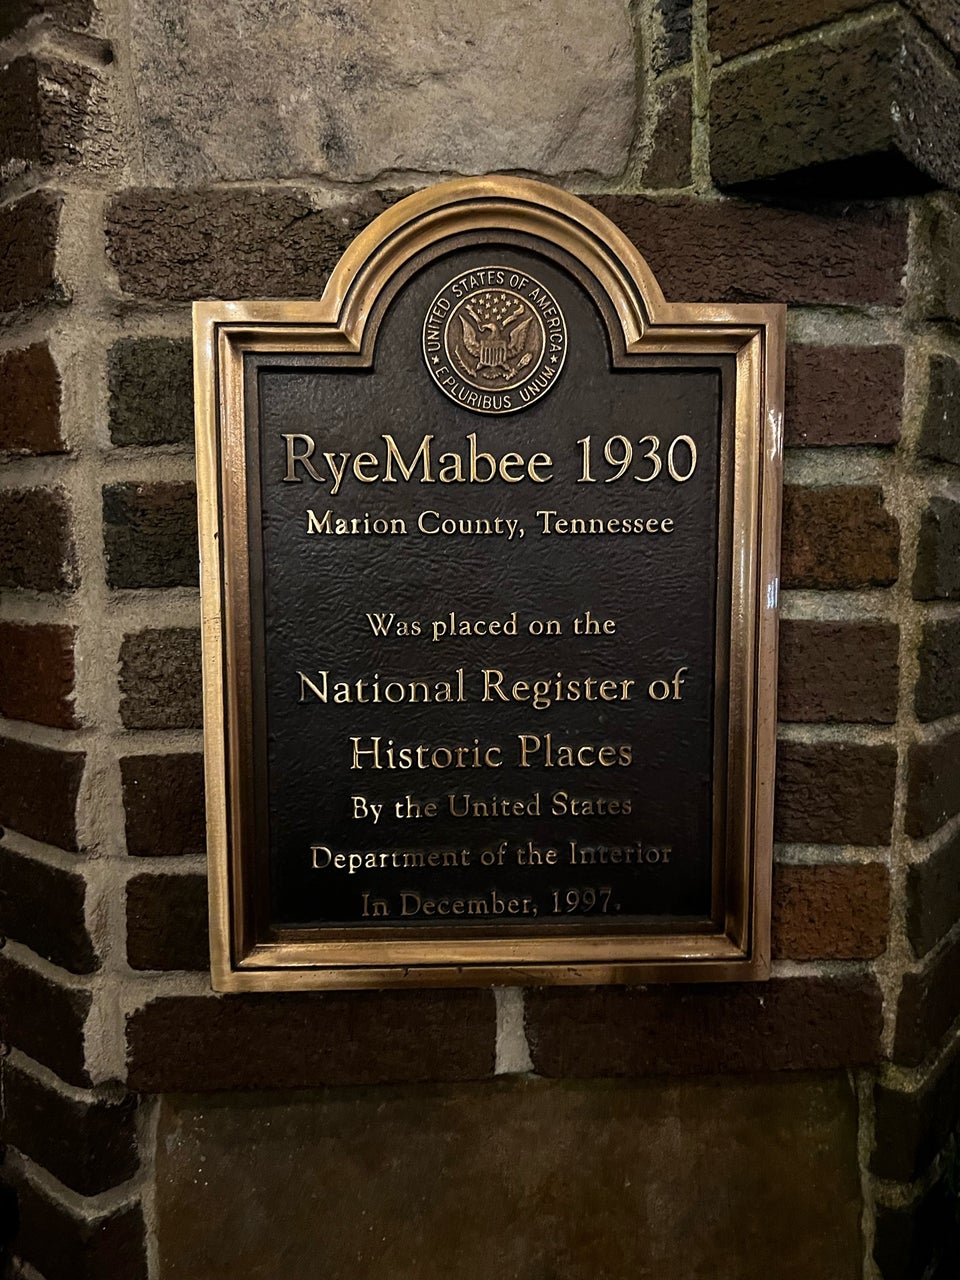 UNITED STATES OF AMERICA
★ E PLURIBUS UNUM ★
RyeMabee 1930
Marion County, Tennessee
Was placed on the
National Register of
Historic Places
By the United States
Department of the Interior
In December, 1997.